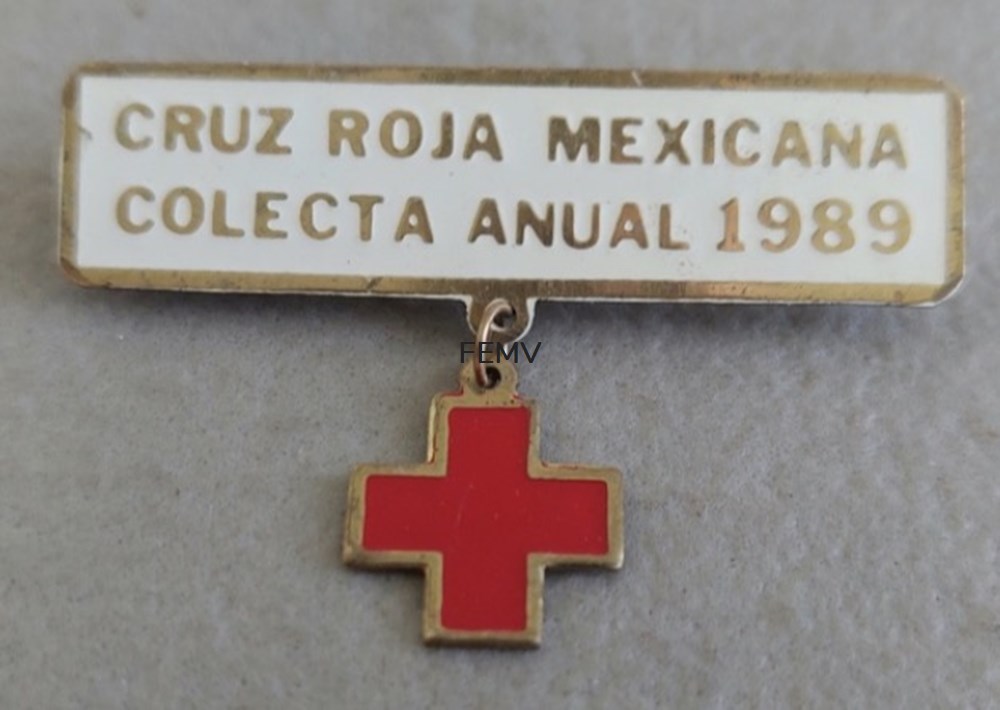 CRUZ ROJA MEXICANA
COLECTA ANUAL 1989
FEMV